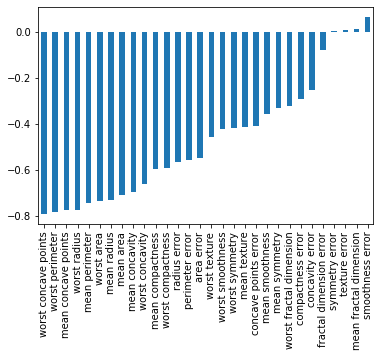 0.0
−0.2
−0.4
−0.6
−0.8
worst concave points
worst perimeter
mean concave points
worst radius
mean perimeter
worst area
mean radius
mean area
mean concavity
worst concavity
mean compactness
worst compactness
radius error
perimeter error
area error
worst texture
worst smoothness
worst symmetry
mean texture
concave points error
mean smoothness
mean symmetry
worst fractal dimension
compactness error
concavity error
fractal dimension error
symmetry error
texture error
mean fractal dimension
smoothness error